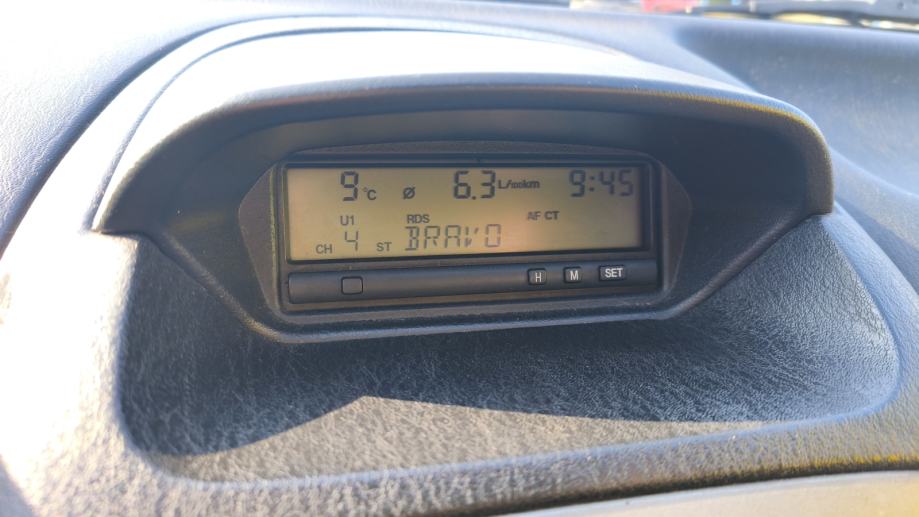 9 °C ø 6.3 L/100km 9:45
U1 RDS AF CT
CH 4 ST BRAVO
H M SET